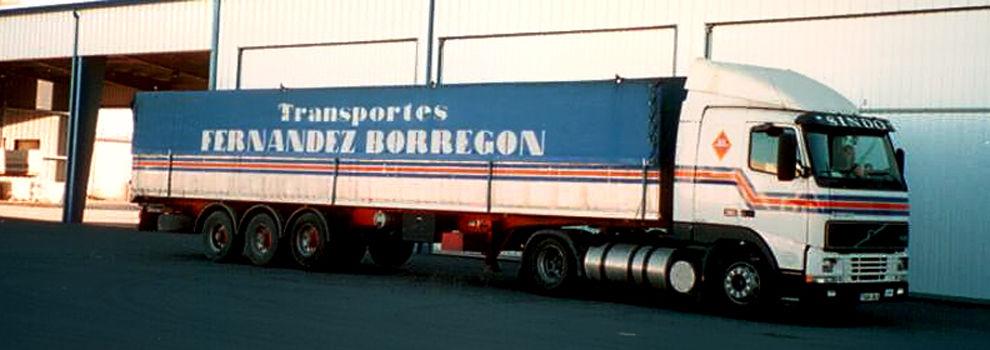 Transportes
FERNANDEZ BORREGON
SINDO